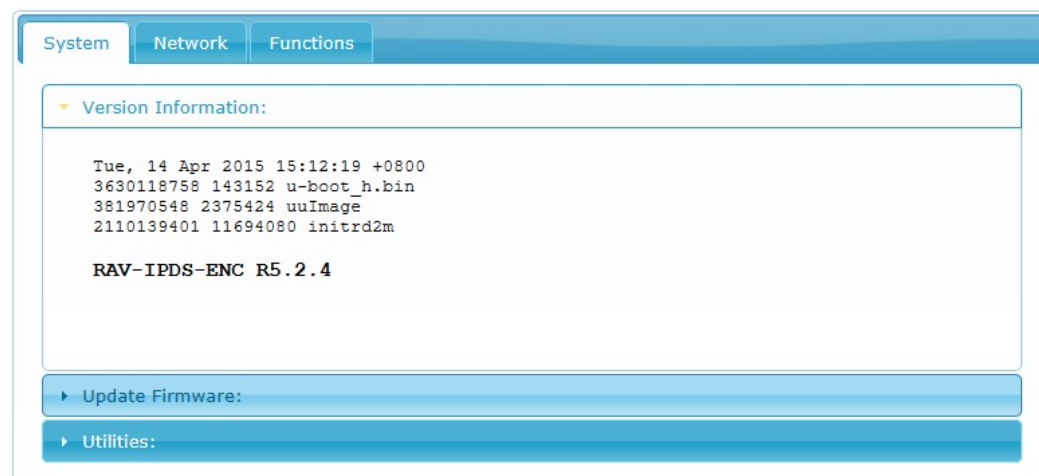 System Network Functions
Version Information:
Tue, 14 Apr 2015 15:12:19 +0800
3630118758 143152 u-boot_h.bin
381970548 2375424 uuImage
2110139401 11694080 initrd2m
RAV-IPDS-ENC R5.2.4
Update Firmware:
Utilities: